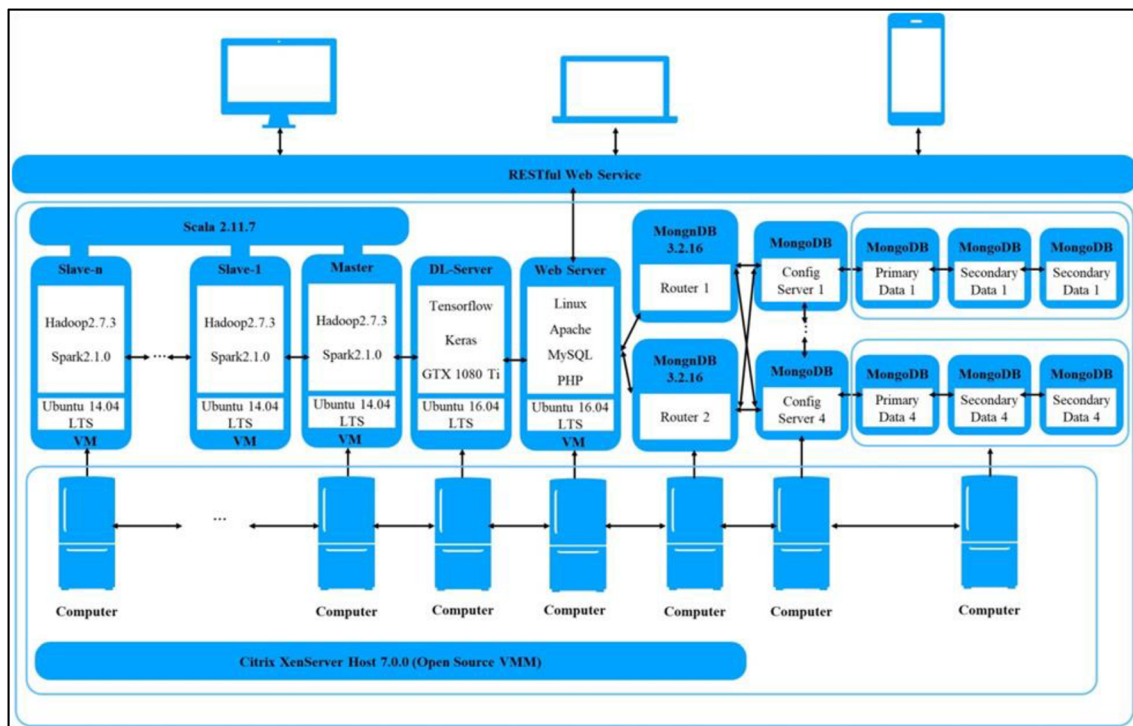 RESTful Web Service
Scala 2.11.7
Slave-n
Hadoop2.7.3
Spark2.1.0
Ubuntu 14.04
LTS
VM
...
Slave-1
Hadoop2.7.3
Spark2.1.0
Ubuntu 14.04
LTS
VM
Master
Hadoop2.7.3
Spark2.1.0
Ubuntu 14.04
LTS
VM
DL-Server
Tensorflow
Keras
GTX 1080 Ti
Ubuntu 16.04
LTS
Web Server
Linux
Apache
MySQL
PHP
Ubuntu 16.04
LTS
VM
MongnDB
3.2.16
Router 1
MongnDB
3.2.16
Router 2
MongoDB
Config
Server 1
...
MongoDB
Config
Server 4
MongoDB
Primary
Data 1
MongoDB
Secondary
Data 1
MongoDB
Secondary
Data 1
MongoDB
Primary
Data 4
MongoDB
Secondary
Data 4
MongoDB
Secondary
Data 4
...
Computer
Computer
Computer
Computer
Computer
Computer
Computer
Citrix XenServer Host 7.0.0 (Open Source VMM)